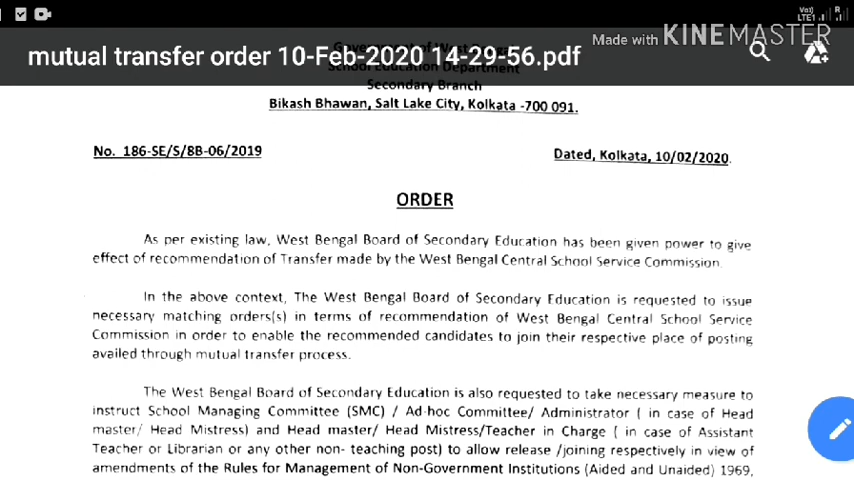 Vo))
LTE1
R
Made with KINEMASTER
mutual transfer order 10-Feb-2020 14-29-56.pdf
Government of West Bengal
School Education Department
Secondary Branch
Bikash Bhawan, Salt Lake City, Kolkata -700 091.
No. 186-SE/S/8B-06/2019
Dated, Kolkata, 10/02/2020.
ORDER
As per existing law, West Bengal Board of Secondary Education has been given power to give
effect of recommendation of Transfer made by the West Bengal Central School Service Commission.
In the above context, The West Bengal Board of Secondary Education is requested to issue
necessary matching orders(s) in terms of recommendation of West Bengal Central School Service
Commission in order to enable the recommended candidates to join their respective place of posting
availed through mutual transfer process.
The West Bengal Board of Secondary Education is also requested to take necessary measure to
instruct School Managing Committee (SMC) / Ad-hoc Committee/ Administrator ( in case of Head
master/ Head Mistress) and Head master/ Head Mistress/Teacher in Charge ( in case of Assistant
Teacher or Librarian or any other non- teaching post) to allow release /joining respectively in view of
amendments of the Rules for Management of Non-Government Institutions (Aided and Unaided) 1969,